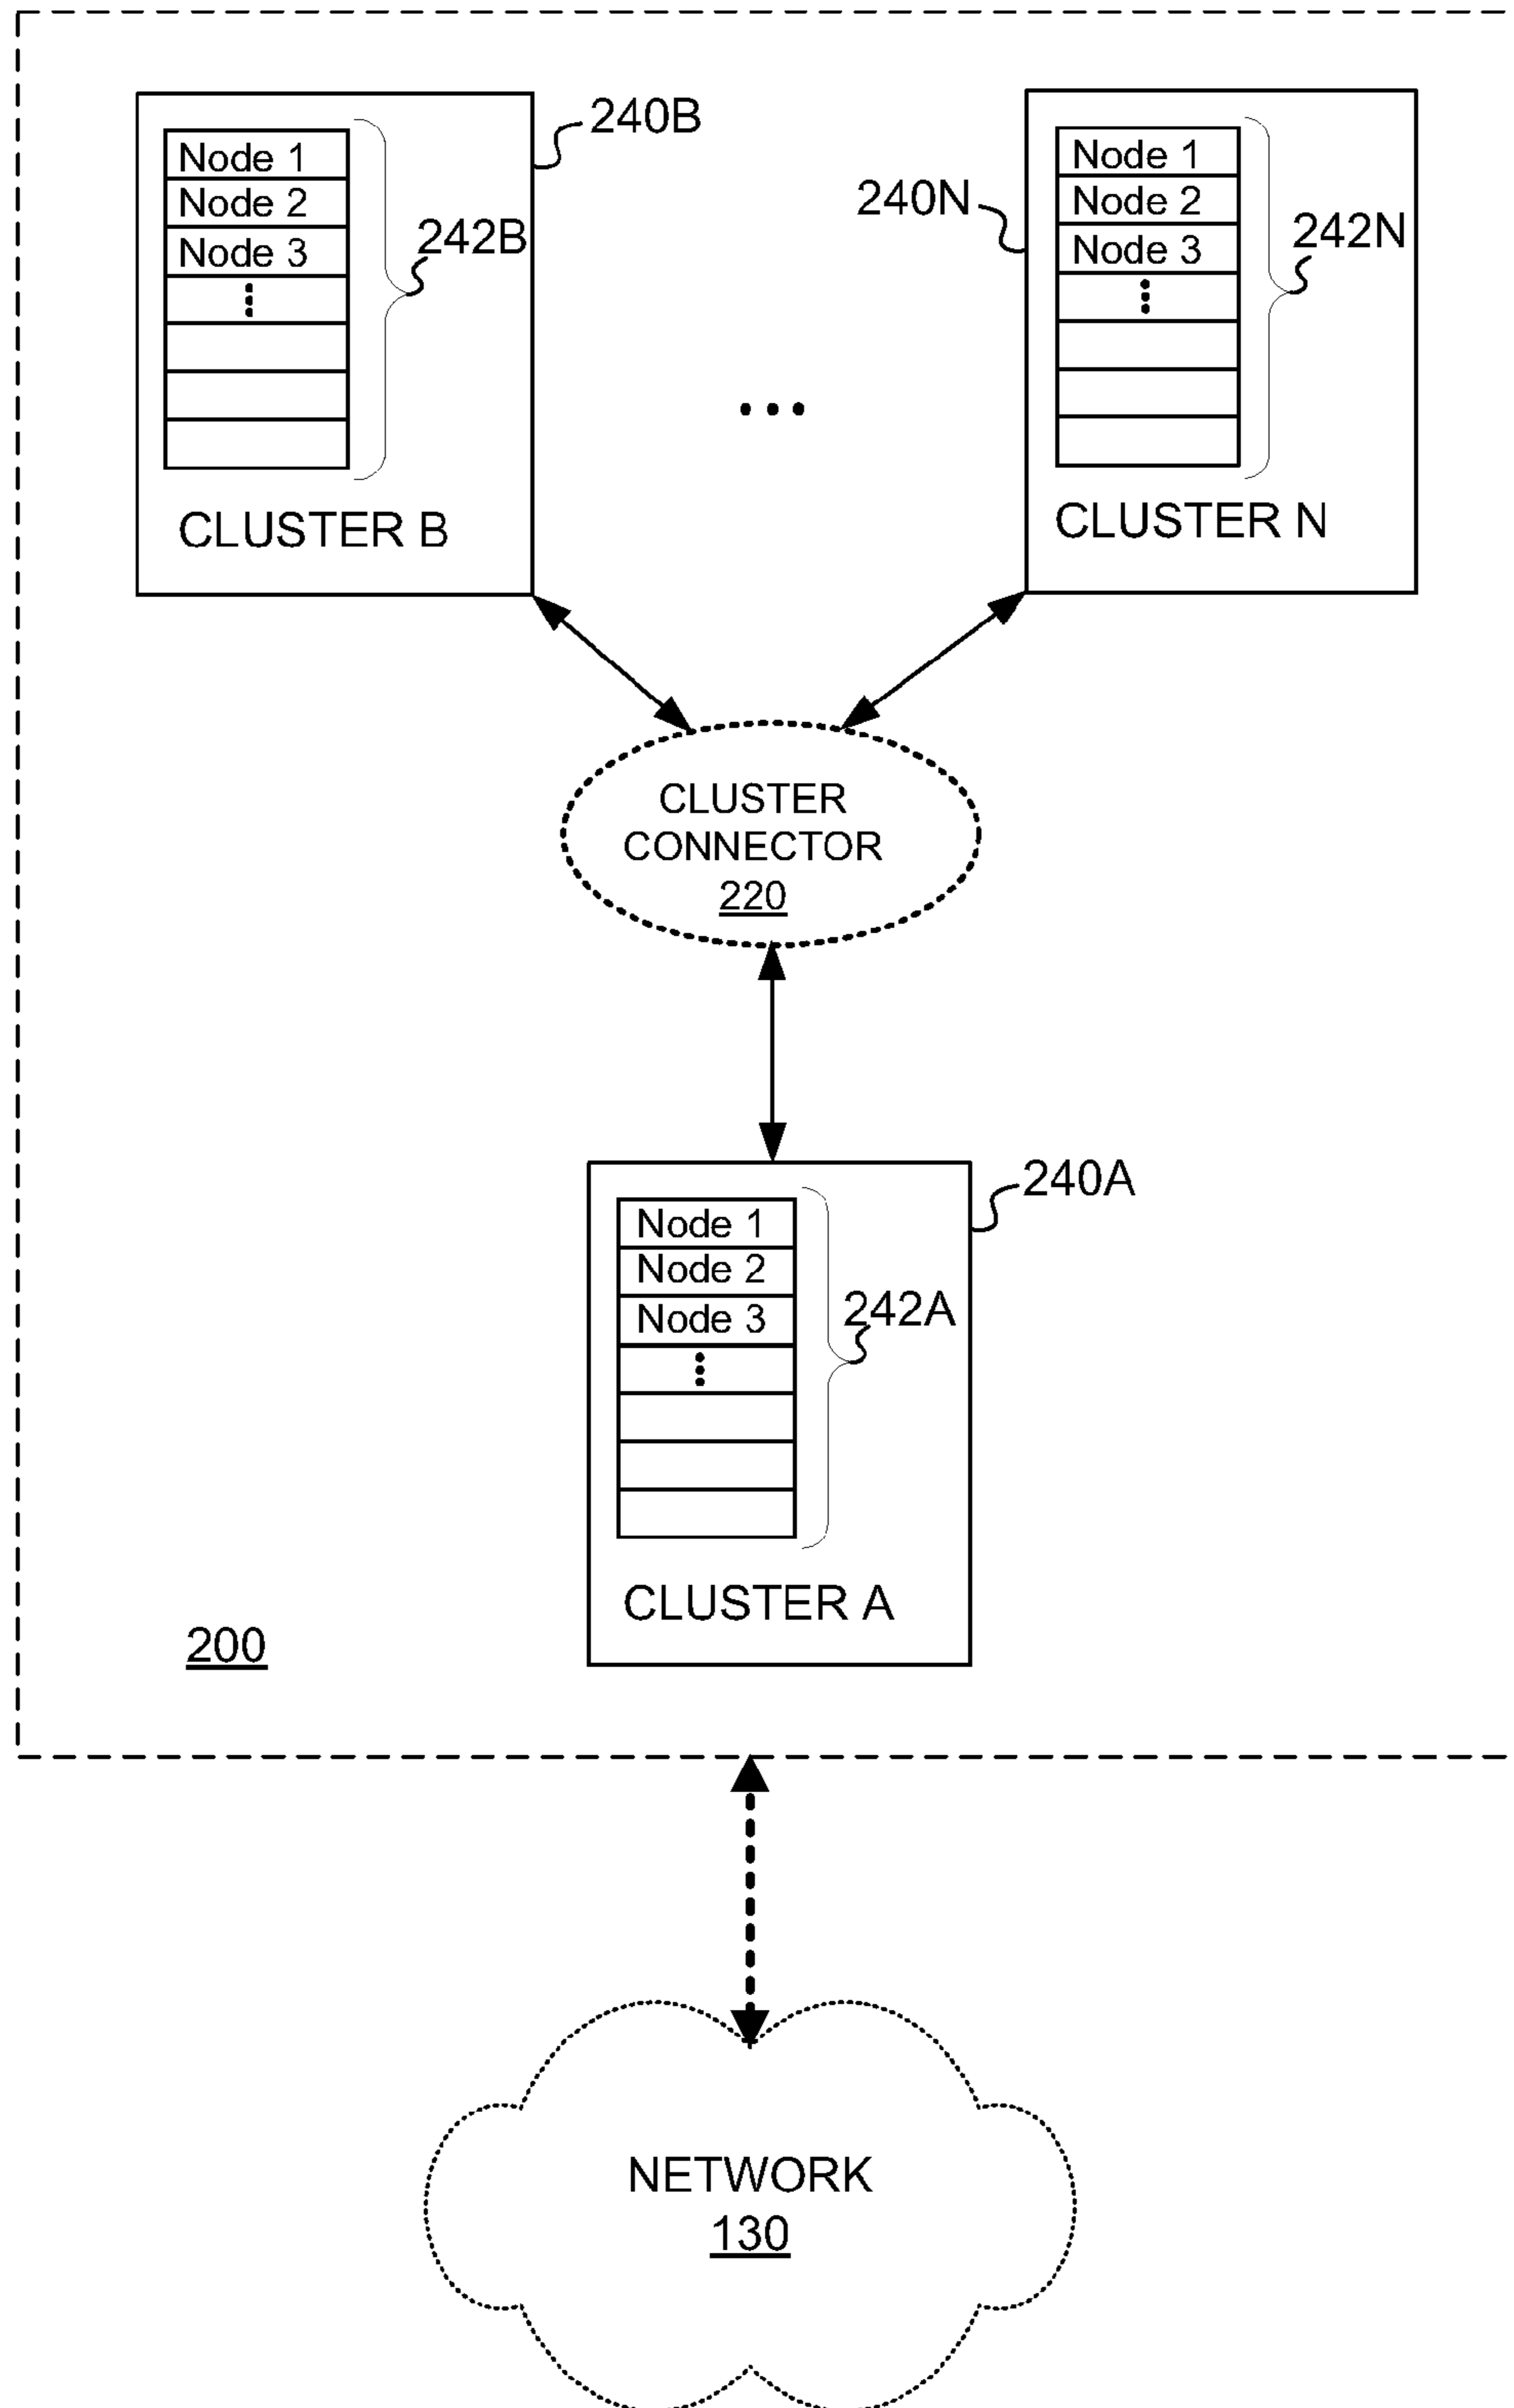 240B
Node 1
Node 2
Node 3
242B
CLUSTER B
240N
Node 1
Node 2
Node 3
242N
CLUSTER N
CLUSTER
CONNECTOR
220
240A
Node 1
Node 2
Node 3
242A
CLUSTER A
200
NETWORK
130